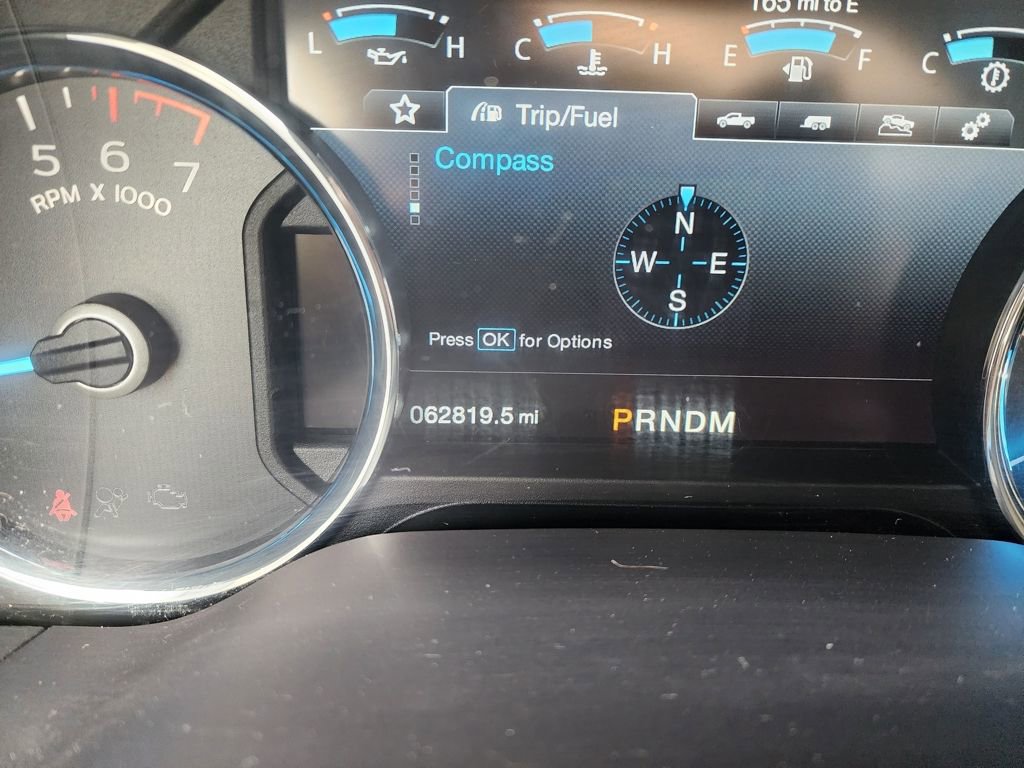 165 mi to E
L H
C H
E F
C
Trip/Fuel
Compass
N
W E
S
Press OK for Options
062819.5 mi
PRNDM
5 6 7
RPM X 1000